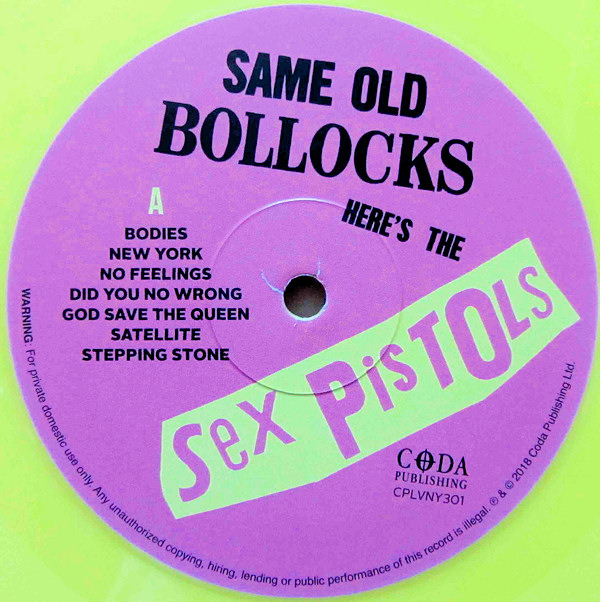 SAME OLD
BOLLOCKS
HERE'S THE
SEX PISTOLS
A
BODIES
NEW YORK
NO FEELINGS
DID YOU NO WRONG
GOD SAVE THE QUEEN
SATELLITE
STEPPING STONE
CODA
PUBLISHING
CPLVNY301
WARNING: For private domestic use only. Any unauthorized copying, hiring, lending or public performance of this record is illegal. ℗ & © 2018 Coda Publishing Ltd.